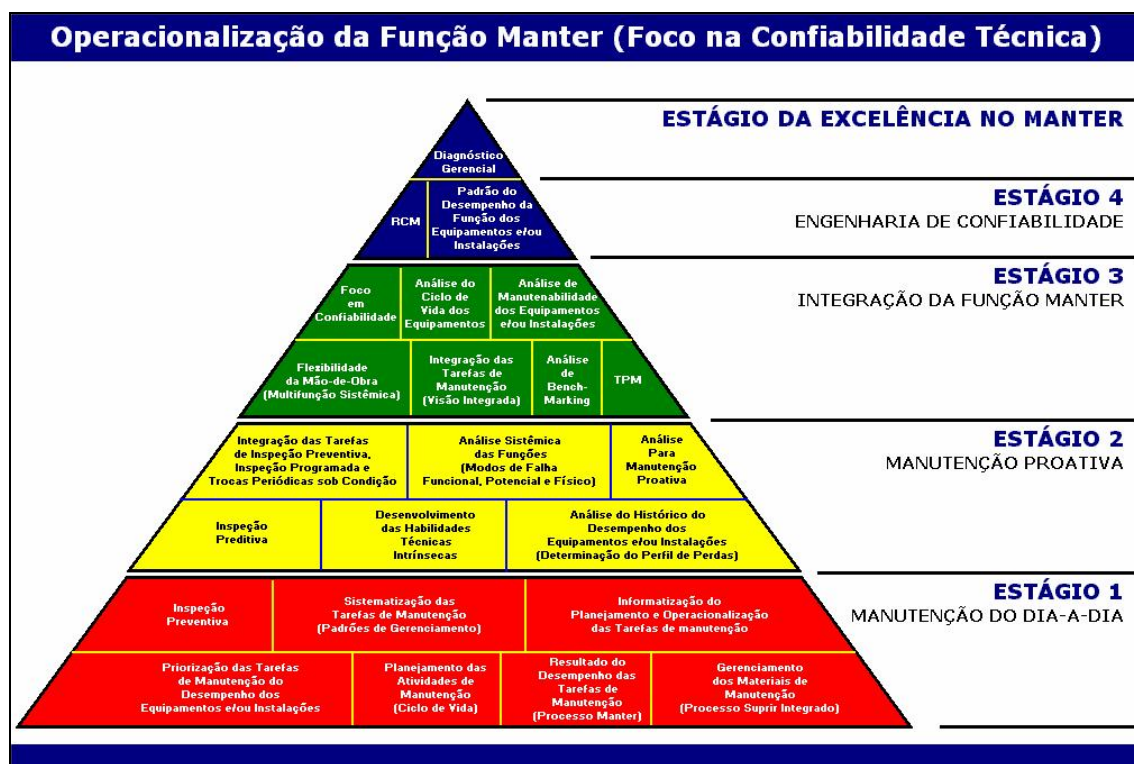 Operacionalização da Função Manter (Foco na Confiabilidade Técnica)
ESTÁGIO DA EXCELÊNCIA NO MANTER
Diagnóstico
Gerencial
ESTÁGIO 4
ENGENHARIA DE CONFIABILIDADE
RCM
Padrão do
Desempenho da
Função dos
Equipamentos e/ou
Instalações
ESTÁGIO 3
INTEGRAÇÃO DA FUNÇÃO MANTER
Foco
em
Confiabilidade
Análise do
Ciclo de
Vida dos
Equipamentos
Análise de
Manutenabilidade
dos Equipamentos
e/ou Instalações
Flexibilidade
da Mão-de-Obra
(Multifunção Sistêmica)
Integração das
Tarefas de
Manutenção
(Visão Integrada)
Análise
de
Bench-
Marking
TPM
ESTÁGIO 2
MANUTENÇÃO PROATIVA
Integração das Tarefas
de Inspeção Preventiva,
Inspeção Programada e
Trocas Periódicas sob Condição
Análise Sistêmica
das Funções
(Modos de Falha
Funcional, Potencial e Físico)
Análise
Para
Manutenção
Proativa
Inspeção
Preditiva
Desenvolvimento
das Habilidades
Técnicas
Intrínsecas
Análise do Histórico do
Desempenho dos
Equipamentos e/ou Instalações
(Determinação do Perfil de Perdas)
ESTÁGIO 1
MANUTENÇÃO DO DIA-A-DIA
Inspeção
Preventiva
Sistematização das
Tarefas de Manutenção
(Padrões de Gerenciamento)
Informatização do
Planejamento e Operacionalização
das Tarefas de manutenção
Priorização das Tarefas
de Manutenção do
Desempenho dos
Equipamentos e/ou Instalações
Planejamento das
Atividades de
Manutenção
(Ciclo de Vida)
Resultado do
Desempenho das
Tarefas de
Manutenção
(Processo Manter)
Gerenciamento
dos Materiais de
Manutenção
(Processo Suprir Integrado)